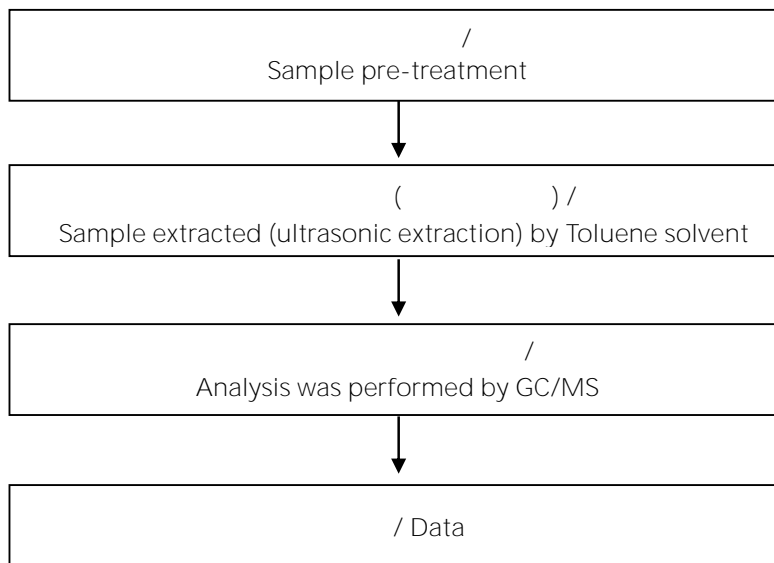 /
Sample pre-treatment
( ) /
Sample extracted (ultrasonic extraction) by Toluene solvent
/
Analysis was performed by GC/MS
/ Data